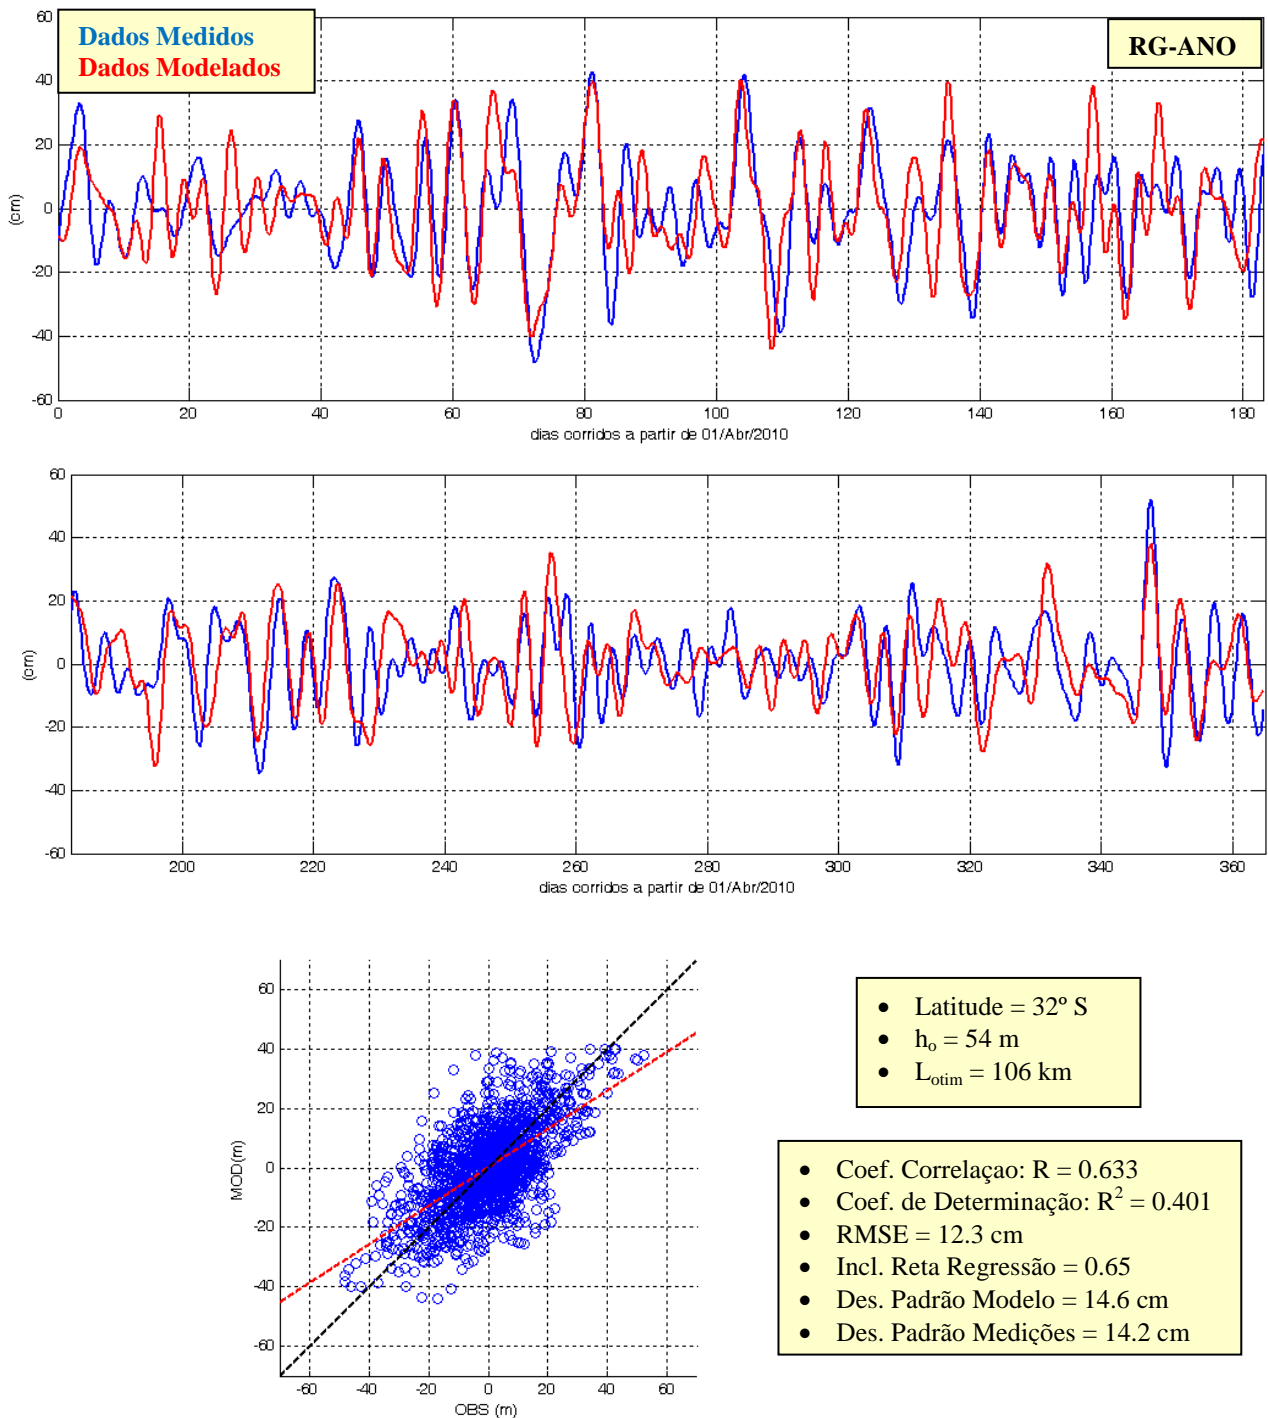 60
40
20
0
-20
-40
-60
(cm)
Dados Medidos
Dados Modelados
RG-ANO
0 20 40 60 80 100 120 140 160 180
dias corridos a partir de 01/Abr/2010
60
40
20
0
-20
-40
-60
(cm)
200 220 240 260 280 300 320 340 360
dias corridos a partir de 01/Abr/2010
60
40
20
0
-20
-40
-60
MOD(m)
-60 -40 -20 0 20 40 60
OBS (m)
• Latitude = 32º S
• hₒ = 54 m
• Lotim = 106 km
• Coef. Correlaçao: R = 0.633
• Coef. de Determinação: R² = 0.401
• RMSE = 12.3 cm
• Incl. Reta Regressão = 0.65
• Des. Padrão Modelo = 14.6 cm
• Des. Padrão Medições = 14.2 cm